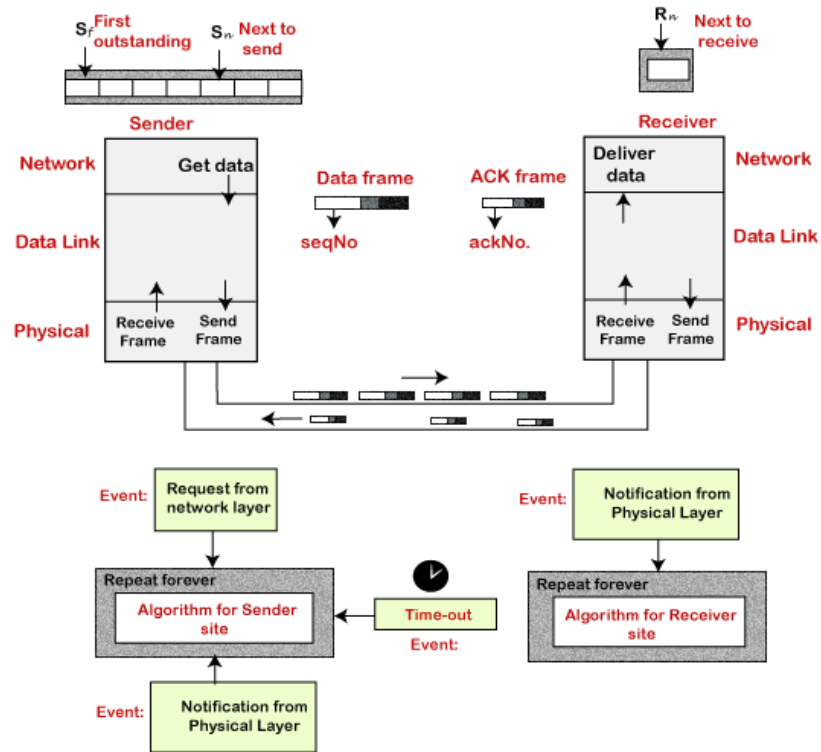 S_f First
outstanding
S_n Next to
send
R_n Next to
receive
Sender
Receiver
Network
Get data
Data frame
ACK frame
Deliver
data
Network
Data Link
seqNo
ackNo.
Data Link
Physical
Receive
Frame
Send
Frame
Receive
Frame
Send
Frame
Physical
Event:
Request from
network layer
Event:
Notification from
Physical Layer
Repeat forever
Algorithm for Sender
site
Time-out
Event:
Repeat forever
Algorithm for Receiver
site
Event:
Notification from
Physical Layer